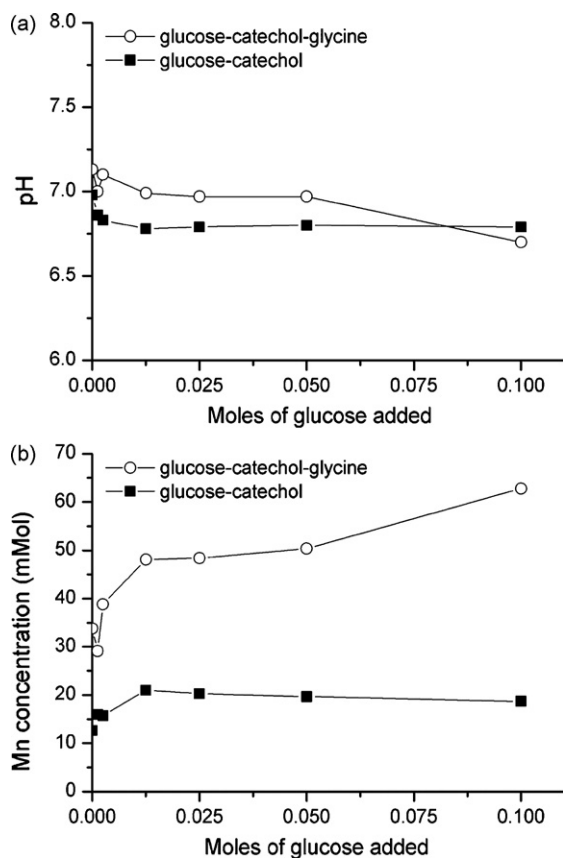 (a)
glucose-catechol-glycine
glucose-catechol
8.0
7.5
7.0
6.5
6.0
pH
0.000 0.025 0.050 0.075 0.100
Moles of glucose added
(b)
glucose-catechol-glycine
glucose-catechol
70
60
50
40
30
20
10
0
Mn concentration (mMol)
0.000 0.025 0.050 0.075 0.100
Moles of glucose added